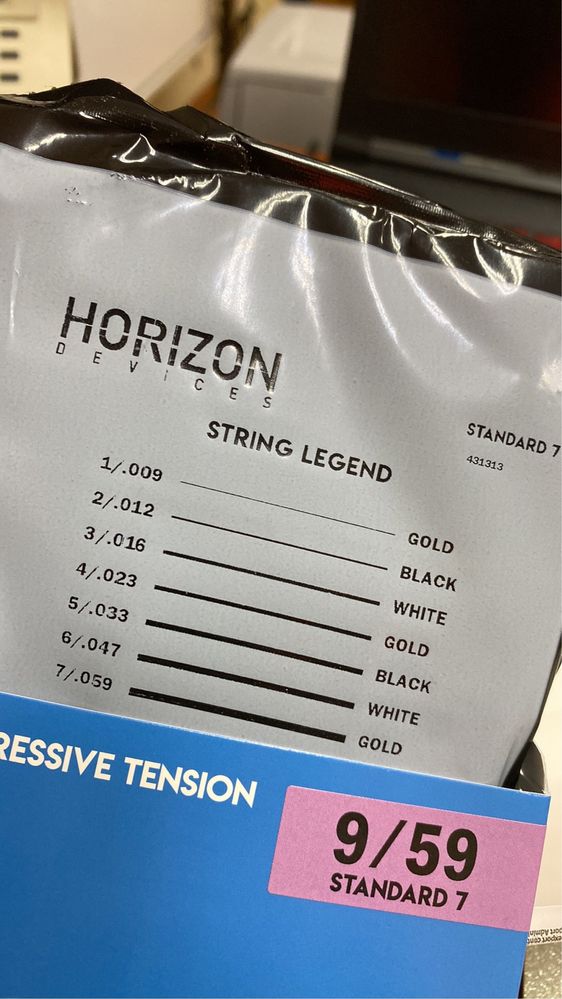 HORIZON
DEVICES
STRING LEGEND
STANDARD 7
431313
1/.009 GOLD
2/.012 BLACK
3/.016 WHITE
4/.023 GOLD
5/.033 BLACK
6/.047 WHITE
7/.059 GOLD
RESSIVE TENSION
9/59
STANDARD 7